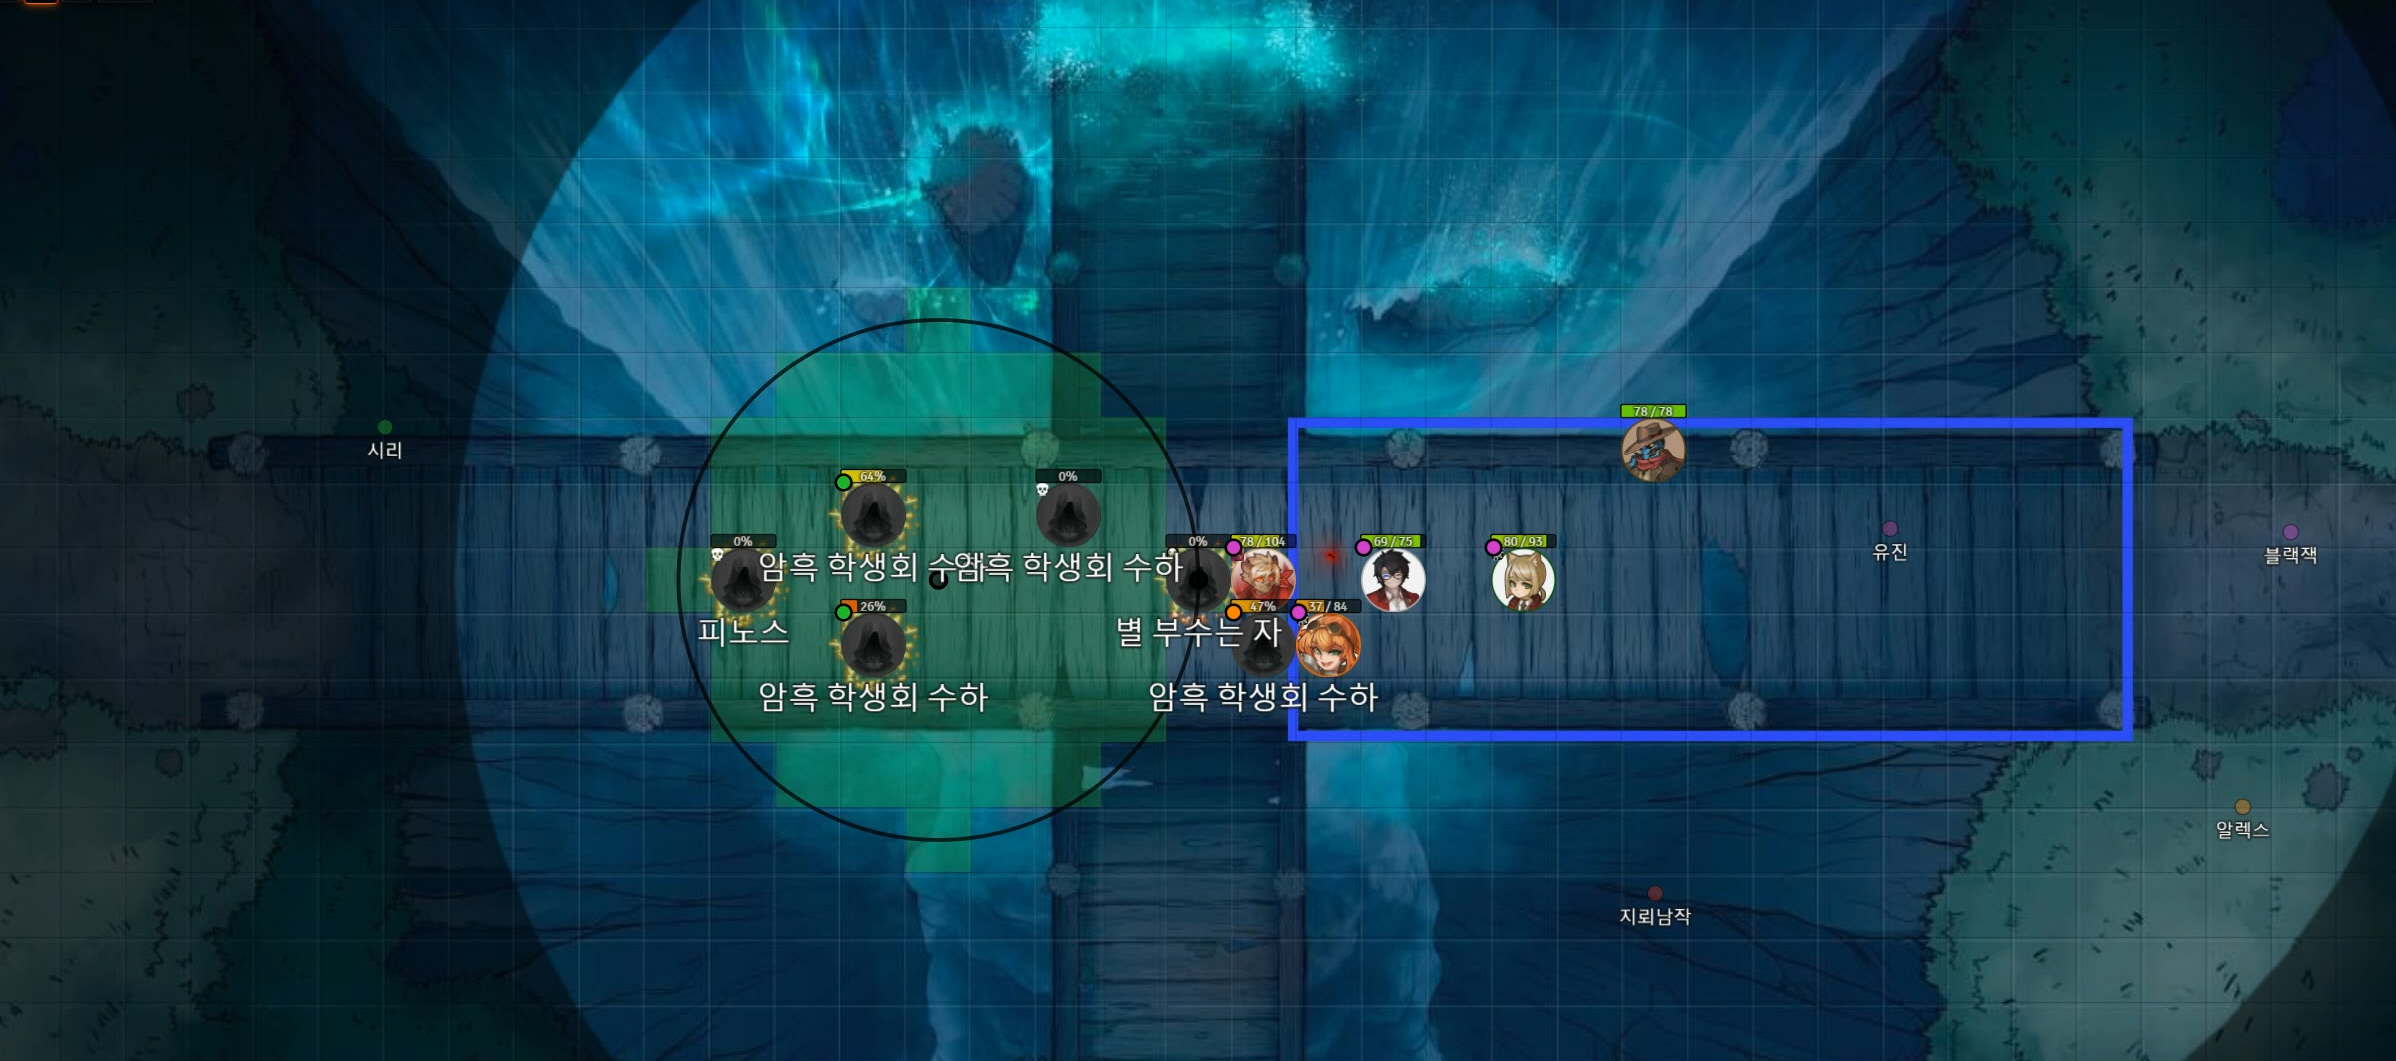 78 / 78
시리
64%
0%
암흑 학생회 수하
암흑 학생회 수하
0%
0%
78 / 104
69 / 75
80 / 93
유진
블랙잭
26%
47%
37 / 84
피노스
별 부수는 자
암흑 학생회 수하
암흑 학생회 수하
알렉스
지뢰남작